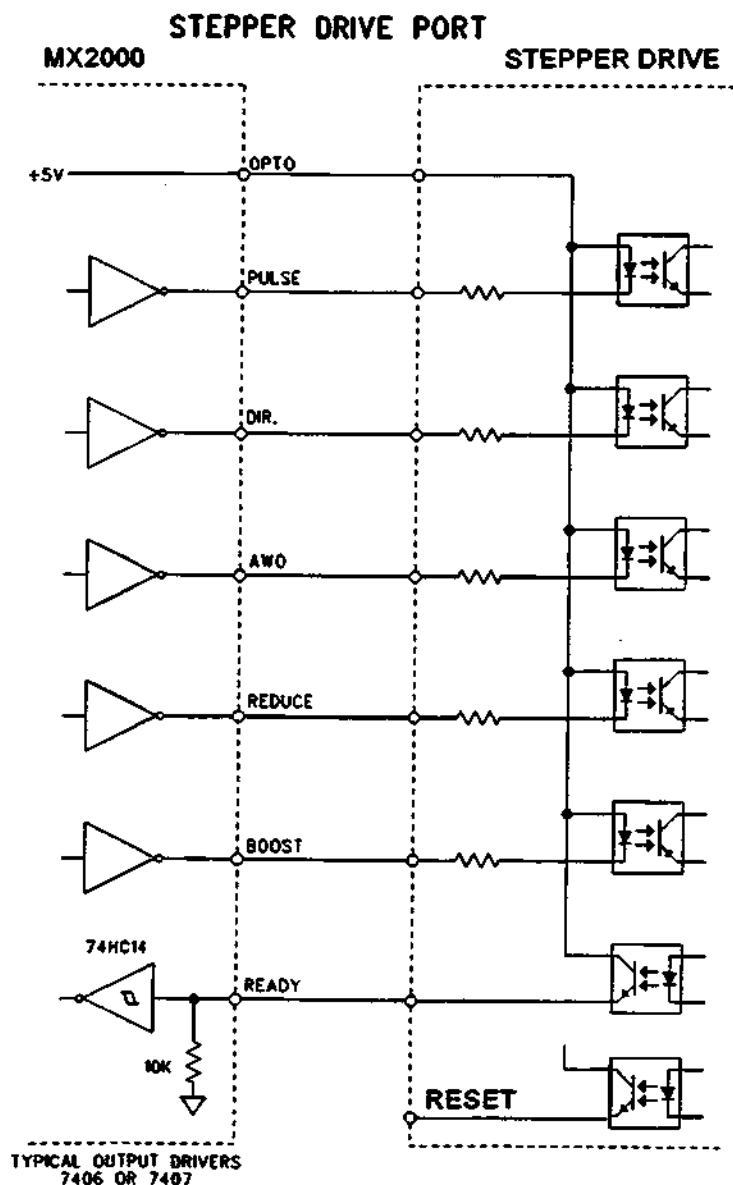 STEPPER DRIVE PORT
MX2000
STEPPER DRIVE
+5V
OPTO
PULSE
DIR.
AWO
REDUCE
BOOST
74HC14
READY
10K
RESET
TYPICAL OUTPUT DRIVERS
7406 OR 7407